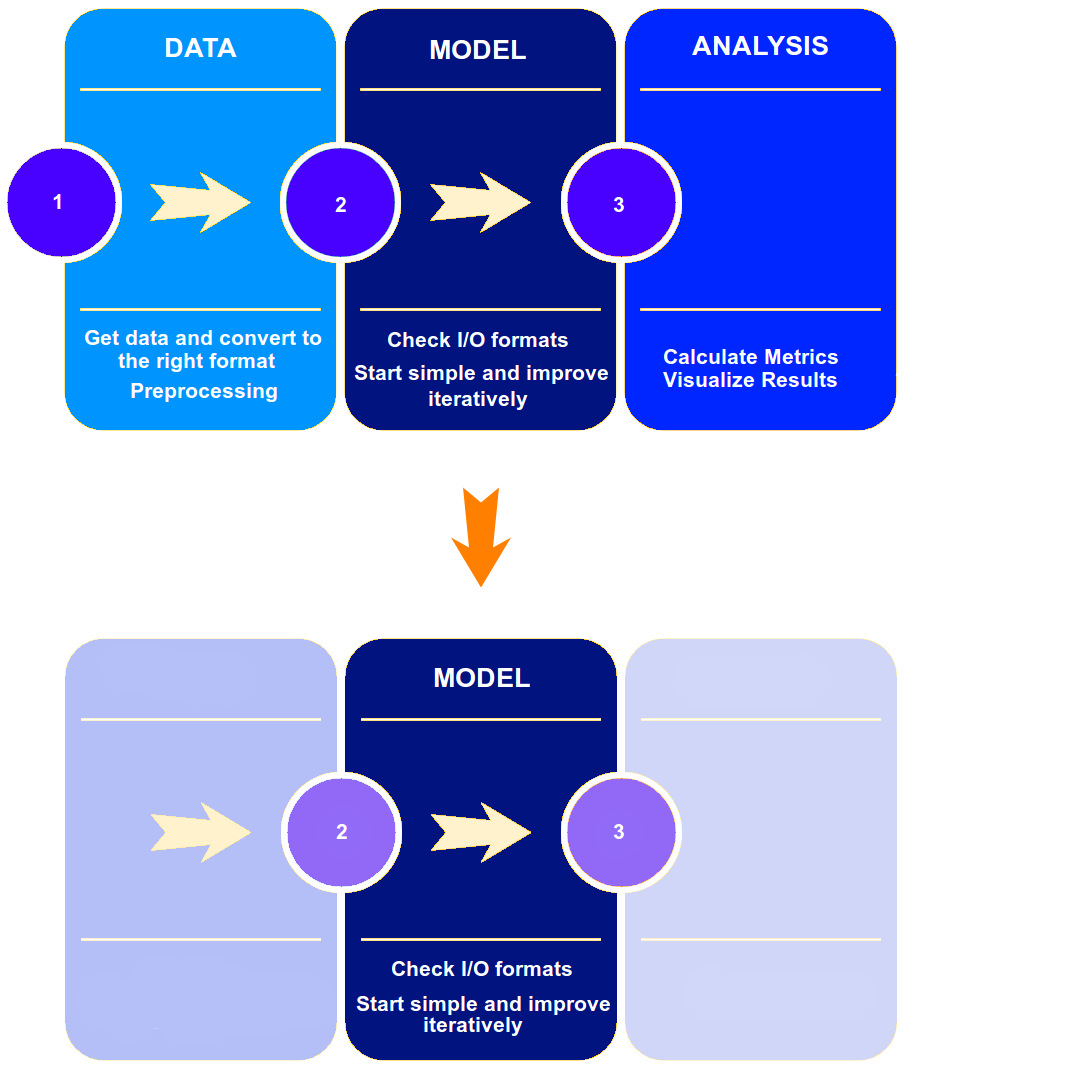 DATA
MODEL
ANALYSIS
1
2
3
Get data and convert to
the right format
Preprocessing
Check I/O formats
Start simple and improve
iteratively
Calculate Metrics
Visualize Results
MODEL
2
3
Check I/O formats
Start simple and improve
iteratively